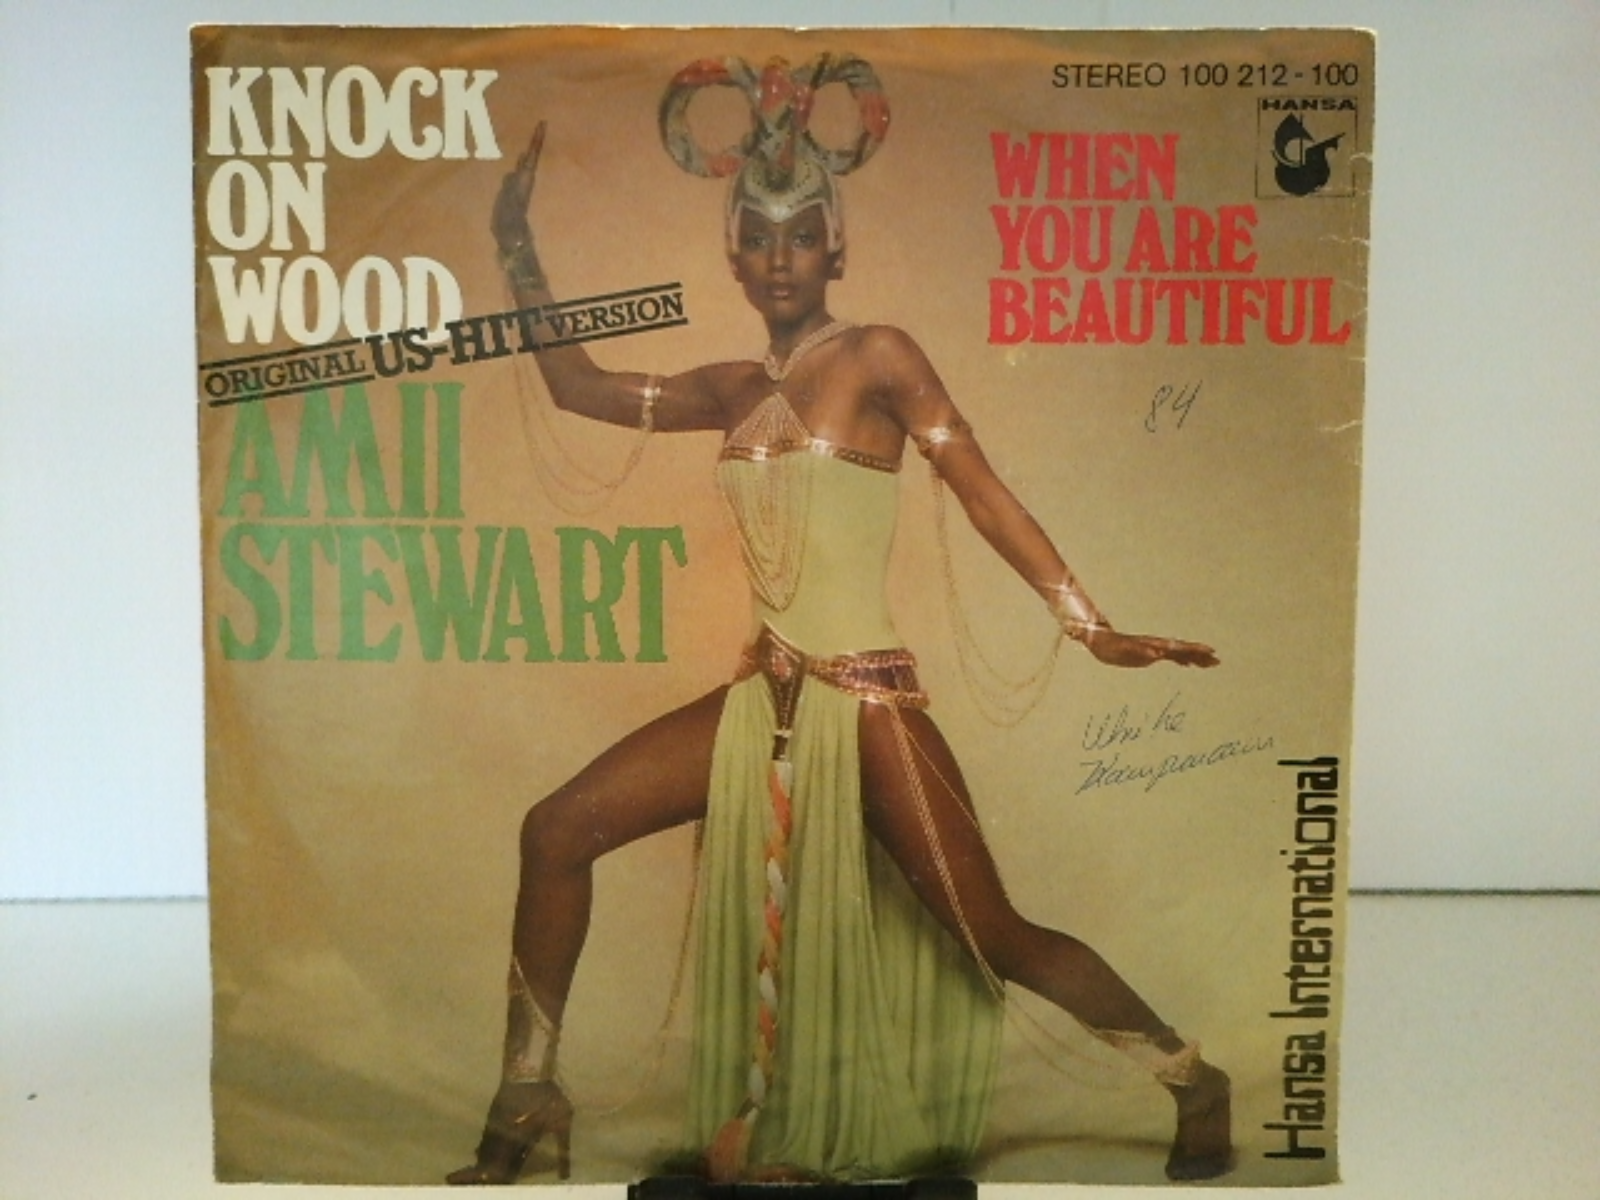 KNOCK
ON
WOOD
ORIGINAL US-HIT VERSION
AMII
STEWART
STEREO 100 212-100
HANSA
WHEN
YOU ARE
BEAUTIFUL
84
Hansa International